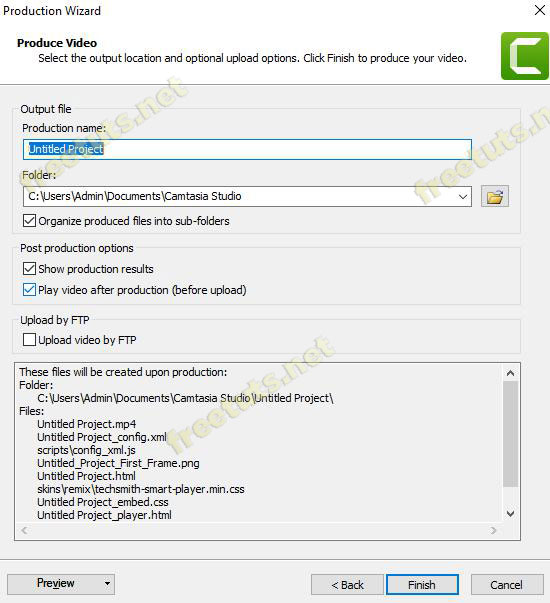 Production Wizard
Produce Video
Select the output location and optional upload options. Click Finish to produce your video.
Output file
Production name:
Untitled Project
Folder:
C:\Users\Admin\Documents\Camtasia Studio
Organize produced files into sub-folders
Post production options
Show production results
Play video after production (before upload)
Upload by FTP
Upload video by FTP
These files will be created upon production:
Folder:
C:\Users\Admin\Documents\Camtasia Studio\Untitled Project\
Files:
Untitled Project.mp4
Untitled Project_config.xml
scripts\config_xml.js
Untitled_Project_First_Frame.png
Untitled Project.html
skins\remix\techsmith-smart-player.min.css
Untitled Project_embed.css
Untitled Project_player.html
Preview
< Back
Finish
Cancel
freetuts.net
freetuts.net
freetuts.net